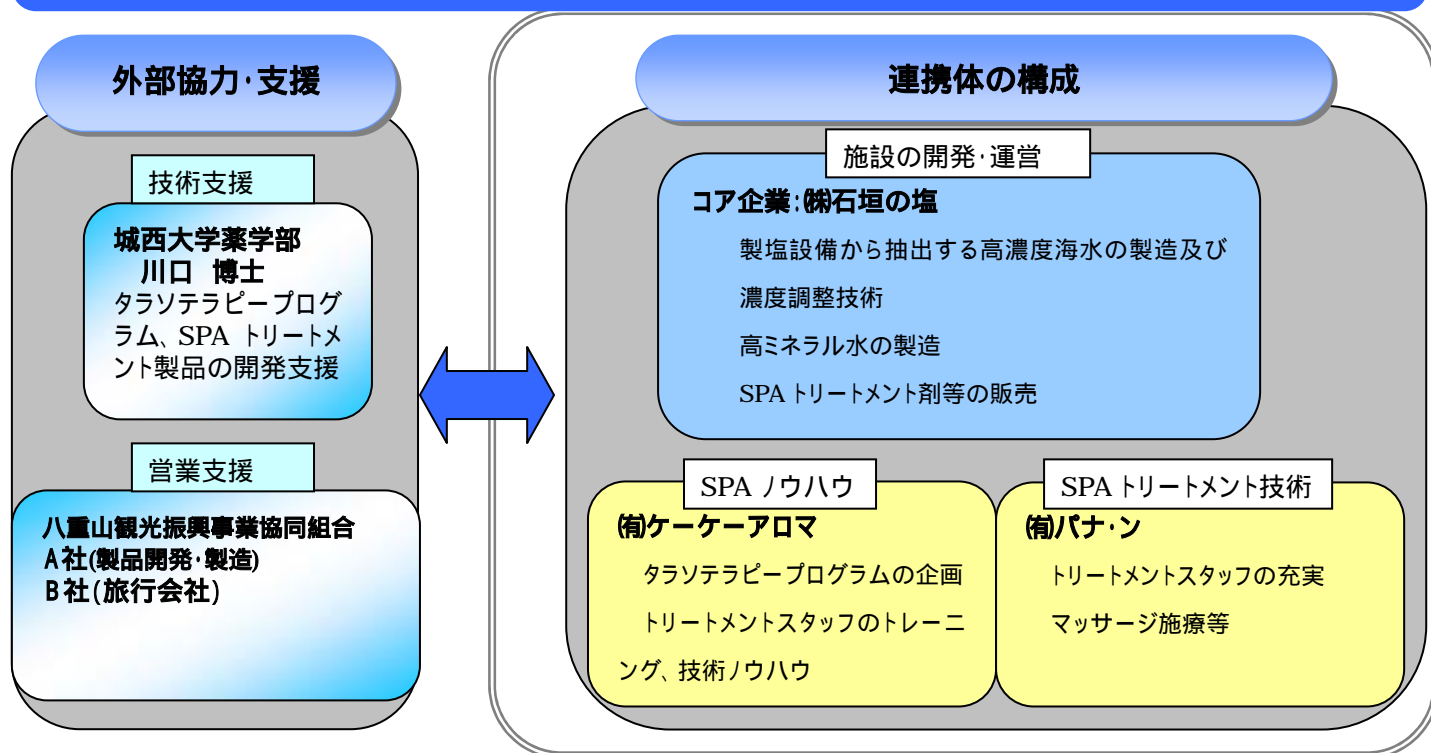 外部協力・支援
技術支援
城西大学薬学部
川口 博士
タラソテラピープログ
ラム、SPA トリートメ
ント製品の開発支援
営業支援
八重山観光振興事業協同組合
A社(製品開発・製造)
B社(旅行会社)
連携体の構成
施設の開発・運営
コア企業:㈱石垣の塩
製塩設備から抽出する高濃度海水の製造及び
濃度調整技術
高ミネラル水の製造
SPAトリートメント剤等の販売
SPA ノウハウ
㈲ケーケーアロマ
タラソテラピープログラムの企画
トリートメントスタッフのトレーニ
ング、技術ノウハウ
SPAトリートメント技術
㈲パナ・ン
トリートメントスタッフの充実
マッサージ施療等